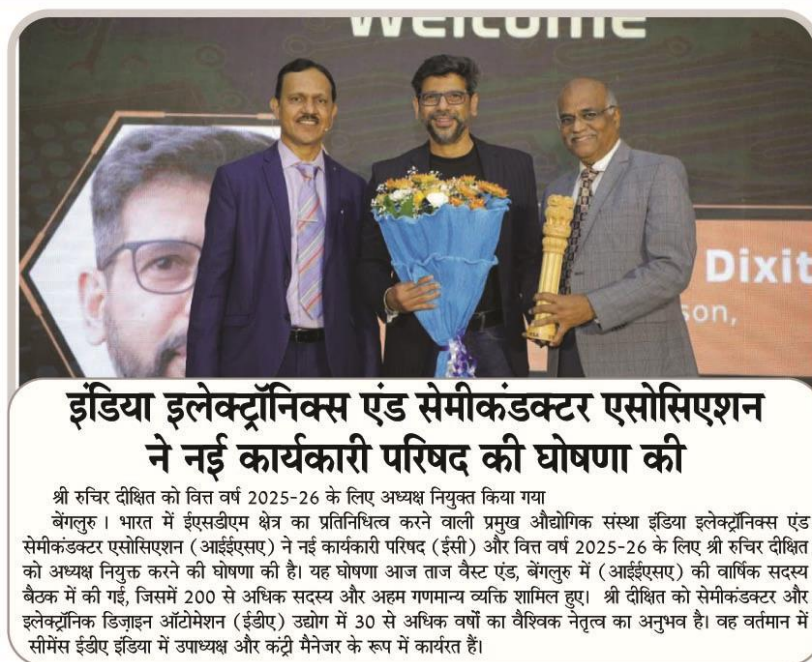 Welcome
Dixit
son,
इंडिया इलेक्ट्रॉनिक्स एंड सेमीकंडक्टर एसोसिएशन
ने नई कार्यकारी परिषद की घोषणा की
श्री रुचिर दीक्षित को वित्त वर्ष 2025-26 के लिए अध्यक्ष नियुक्त किया गया
बेंगलुरु । भारत में ईएसडीएम क्षेत्र का प्रतिनिधित्व करने वाली प्रमुख औद्योगिक संस्था इंडिया इलेक्ट्रॉनिक्स एंड
सेमीकंडक्टर एसोसिएशन (आईईएसए) ने नई कार्यकारी परिषद (ईसी) और वित्त वर्ष 2025-26 के लिए श्री रुचिर दीक्षित
को अध्यक्ष नियुक्त करने की घोषणा की है। यह घोषणा आज ताज वैस्ट एंड, बेंगलुरु में (आईईएसए) की वार्षिक सदस्य
बैठक में की गई, जिसमें 200 से अधिक सदस्य और अहम गणमान्य व्यक्ति शामिल हुए। श्री दीक्षित को सेमीकंडक्टर और
इलेक्ट्रॉनिक डिज़ाइन ऑटोमेशन (ईडीए) उद्योग में 30 से अधिक वर्षों का वैश्विक नेतृत्व का अनुभव है। वह वर्तमान में
सीमेंस ईडीए इंडिया में उपाध्यक्ष और कंट्री मैनेजर के रूप में कार्यरत हैं।